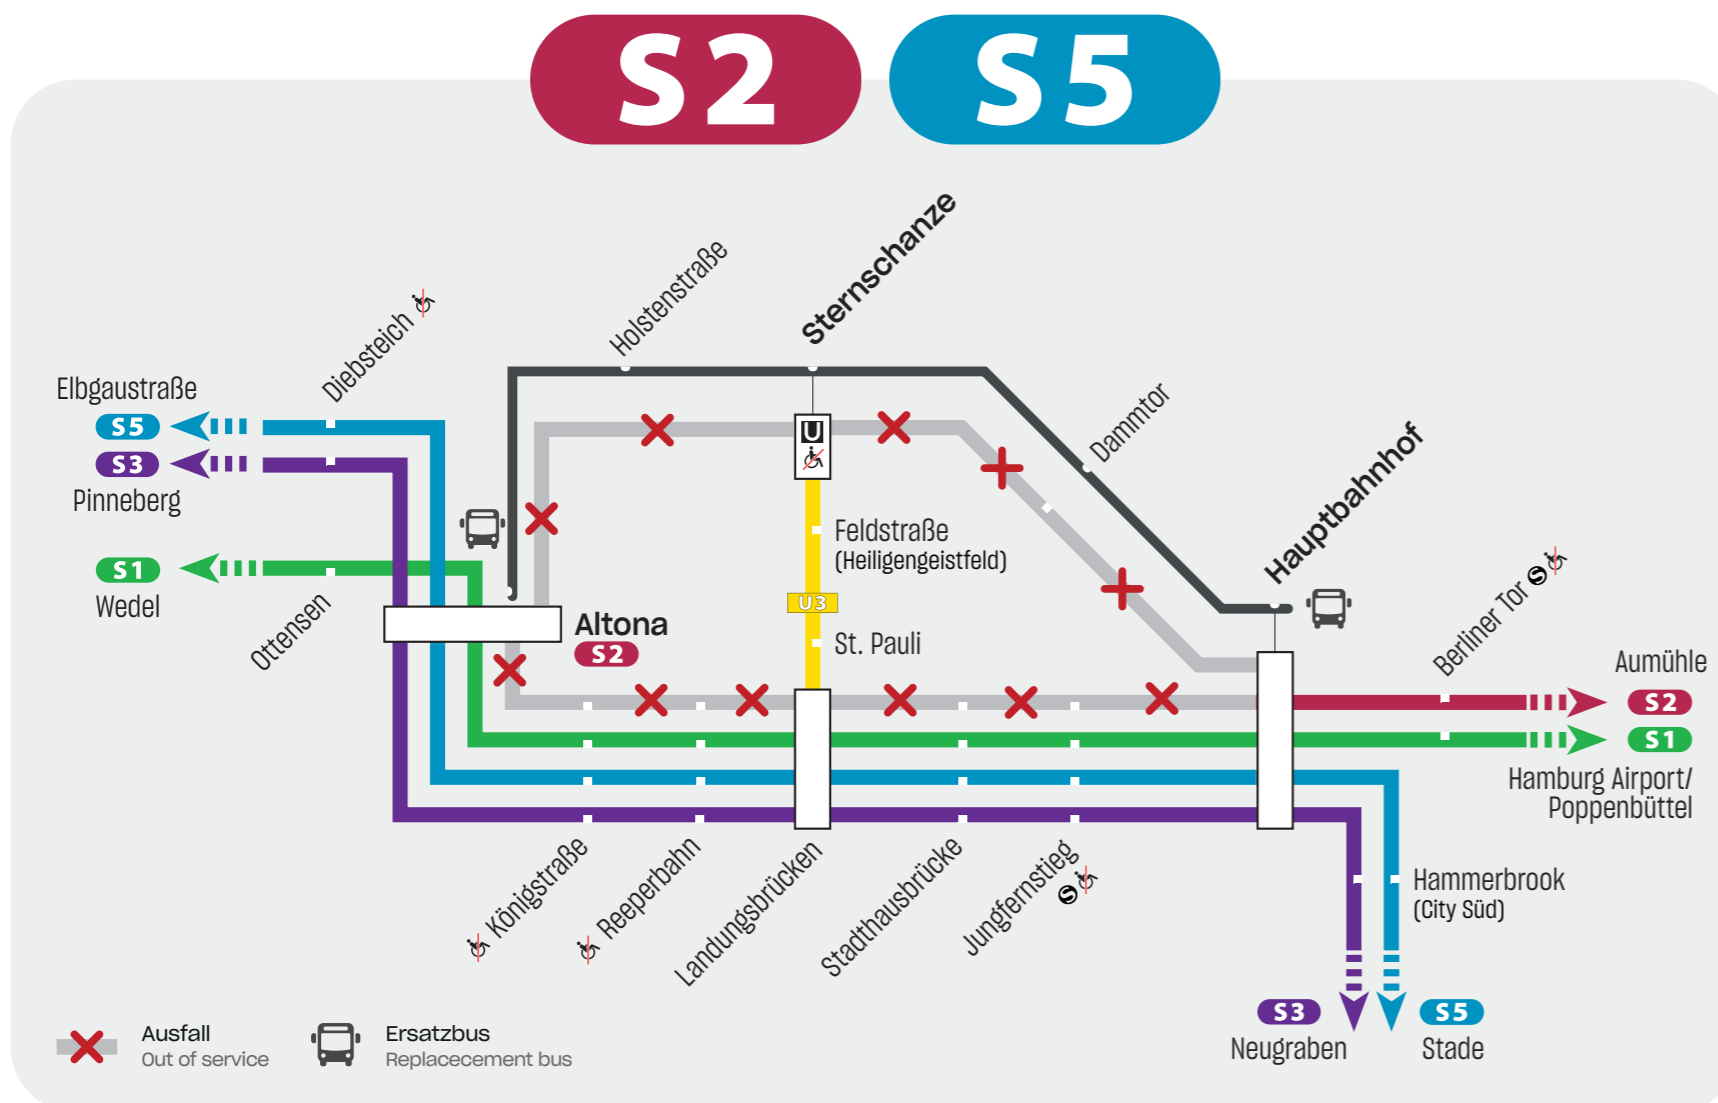 S2 S5
Sternschanze
Holstenstraße
Diebsteich
Elbgaustraße
S5
S3
Pinneberg
Dammtor
Hauptbahnhof
U
Feldstraße
(Heiligengeistfeld)
S1
Wedel
Ottensen
U3
Altona
S2
St. Pauli
Berliner Tor S
Aumühle
S2
S1
Hamburg Airport/
Poppenbüttel
Königstraße
Reeperbahn
Landungsbrücken
Stadthausbrücke
Jungfernstieg
S
Hammerbrook
(City Süd)
S3
Neugraben
S5
Stade
Ausfall
Out of service
Ersatzbus
Replacecement bus